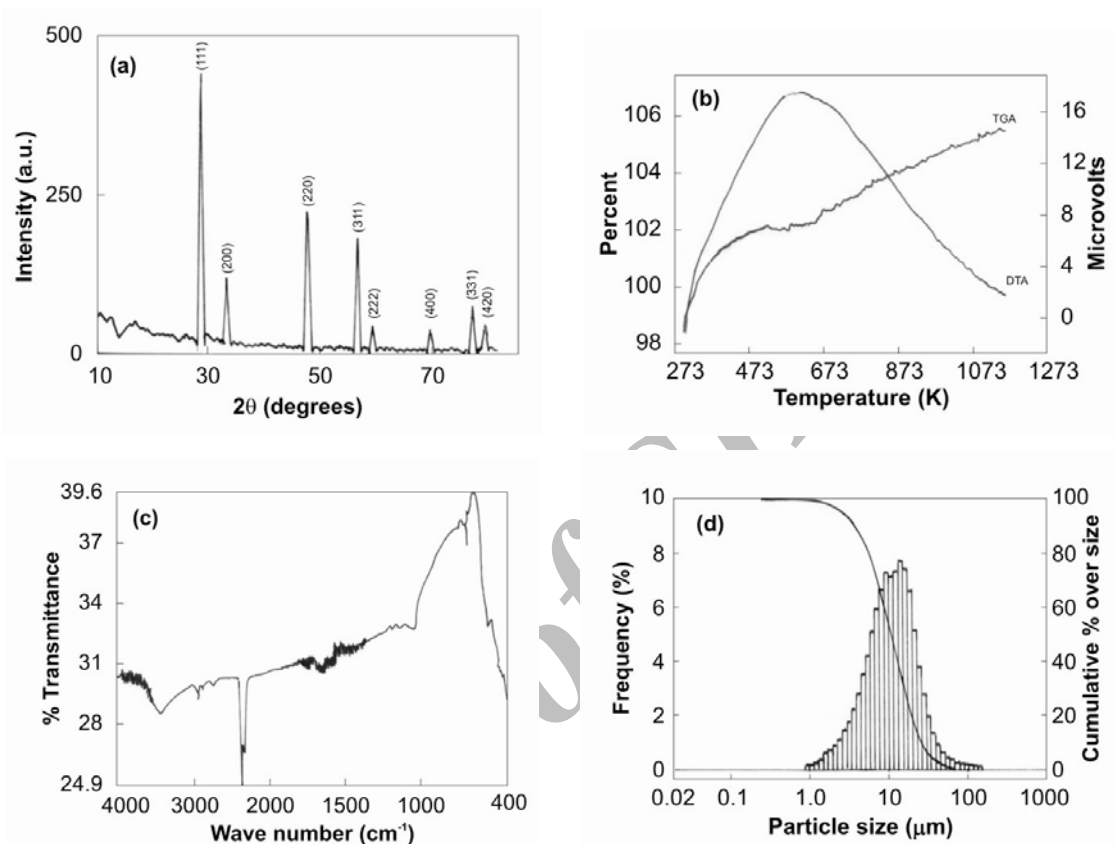 500
(a)
(111)
(220)
(311)
(200)
(222)
(400)
(331)
(420)
250
0
Intensity (a.u.)
10 30 50 70
2θ (degrees)
(b)
106
104
102
100
98
Percent
TGA
DTA
16
12
8
4
0
Microvolts
273 473 673 873 1073 1273
Temperature (K)
39.6
37
34
31
28
24.9
(c)
% Transmittance
4000 3000 2000 1500 1000 400
Wave number (cm⁻¹)
10
8
6
4
2
0
(d)
Frequency (%)
100
80
60
40
20
0
Cumulative % over size
0.02 0.1 1.0 10 100 1000
Particle size (μm)